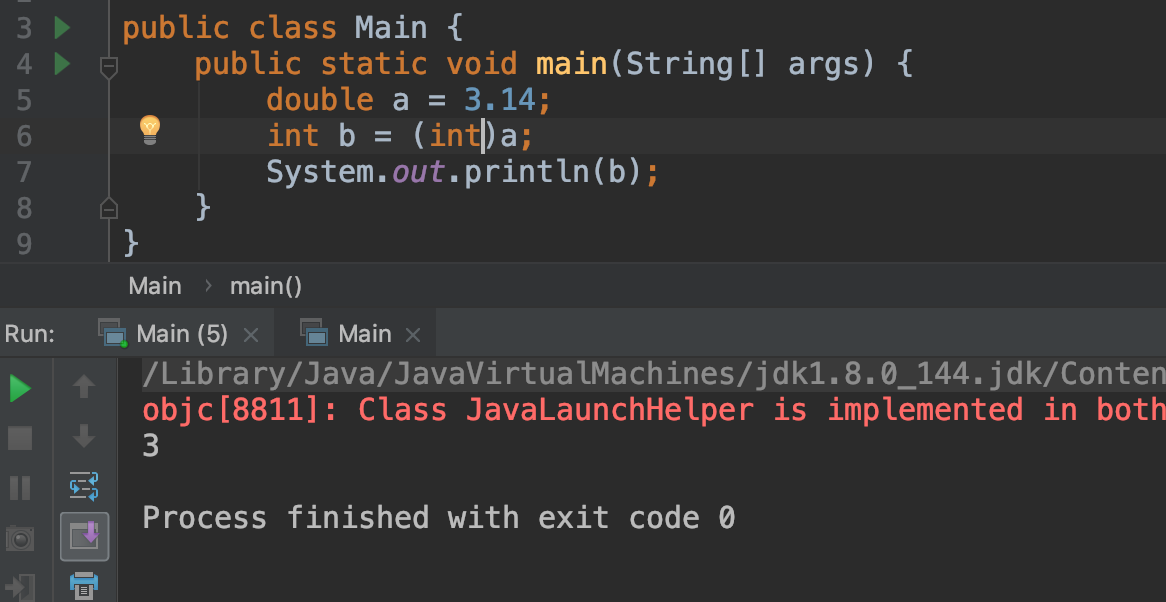 3 public class Main {
4 public static void main(String[] args) {
5 double a = 3.14;
6 int b = (int)a;
7 System.out.println(b);
8 }
9 }
Main › main()
Run: Main (5) × Main ×
/Library/Java/JavaVirtualMachines/jdk1.8.0_144.jdk/Conten
objc[8811]: Class JavaLaunchHelper is implemented in both
3
Process finished with exit code 0